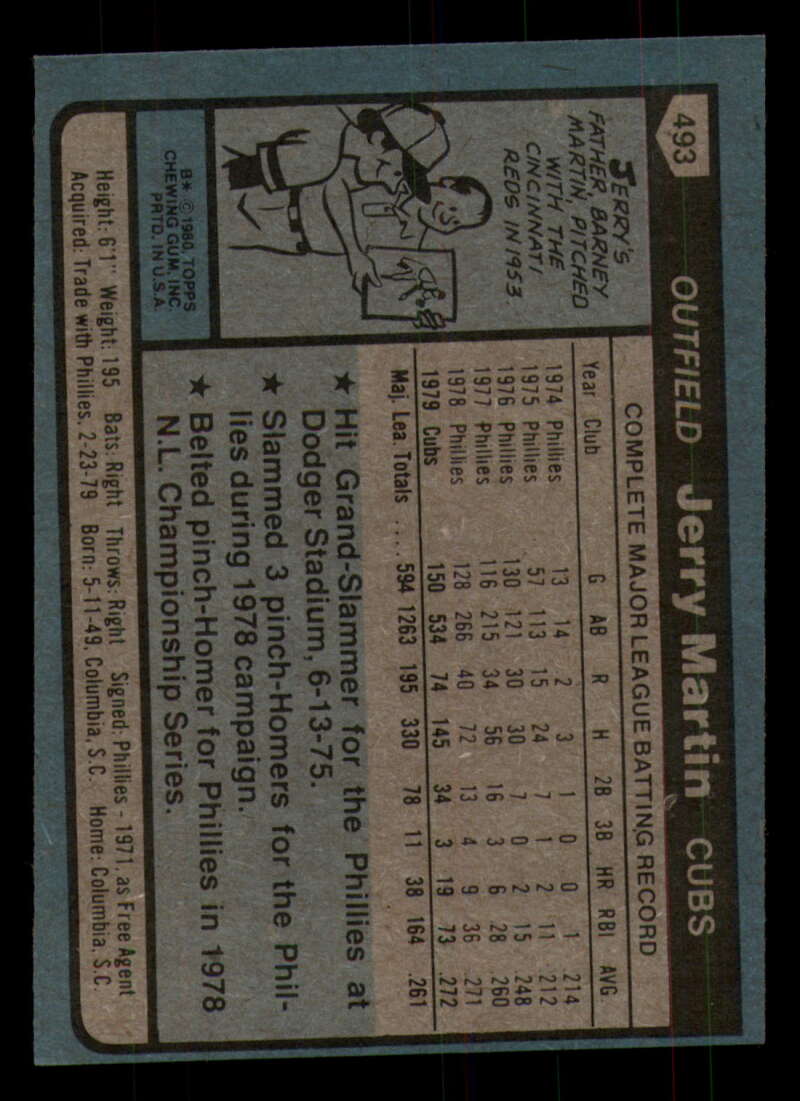 493
OUTFIELD Jerry Martin CUBS
JERRY'S
FATHER, BARNEY
MARTIN, PITCHED
WITH THE
CINCINNATI
REDS IN 1953
B* © 1980 TOPPS
CHEWING GUM, INC.
PRTD. IN U.S.A.
COMPLETE MAJOR LEAGUE BATTING RECORD
Year Club G AB R H 2B 3B HR RBI AVG
1974 Phillies 13 14 2 3 1 0 0 1 .214
1975 Phillies 57 113 15 24 7 1 2 11 .212
1976 Phillies 130 121 30 30 7 0 2 15 .248
1977 Phillies 116 215 34 56 16 3 6 28 .260
1978 Phillies 128 266 40 72 13 4 9 36 .271
1979 Cubs 150 534 74 145 34 3 19 73 .272
Maj. Lea. Totals .... 594 1263 195 330 78 11 38 164 .261
★ Hit Grand-Slammer for the Phillies at
Dodger Stadium, 6-13-75.
★ Slammed 3 pinch-Homers for the Phil-
lies during 1978 campaign.
★ Belted pinch-Homer for Phillies in 1978
N.L. Championship Series.
Height: 6'1" Weight: 195 Bats: Right Throws: Right Signed: Phillies - 1971, as Free Agent
Acquired: Trade with Phillies, 2-23-79 Born: 5-11-49, Columbia, S.C. Home: Columbia, S.C.